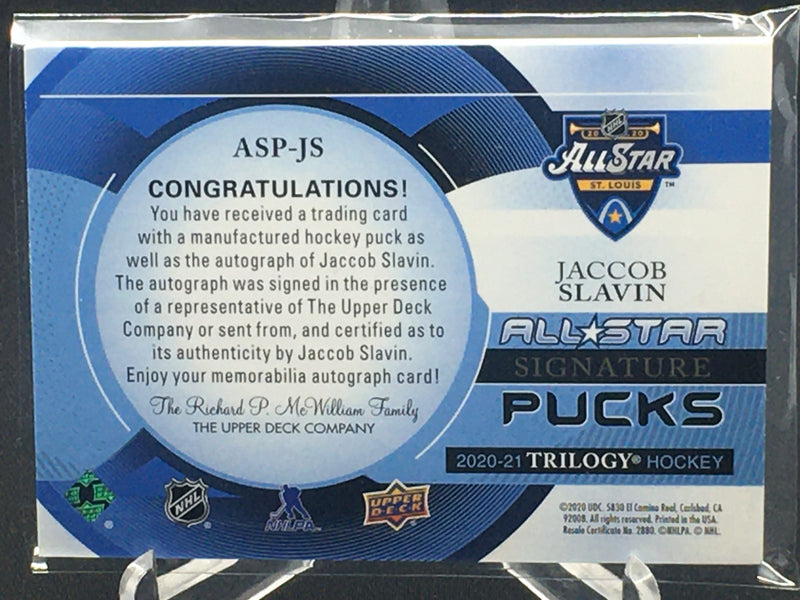 ASP-JS
CONGRATULATIONS!
You have received a trading card
with a manufactured hockey puck as
well as the autograph of Jaccob Slavin.
The autograph was signed in the presence
of a representative of The Upper Deck
Company or sent from, and certified as to
its authenticity by Jaccob Slavin.
Enjoy your memorabilia autograph card!
The Richard P. McWilliam Family
THE UPPER DECK COMPANY
NHL
NHLPA
UPPER DECK
NHL
2020
ALL STAR
ST. LOUIS
TM
JACCOB
SLAVIN
ALL★STAR
SIGNATURE
PUCKS
2020-21 TRILOGY® HOCKEY
©2020 UDC. 5830 El Camino Real, Carlsbad, CA
92008. All rights reserved. Printed in the USA.
Resale Certificate No. 2880. ©NHLPA. © NHL.